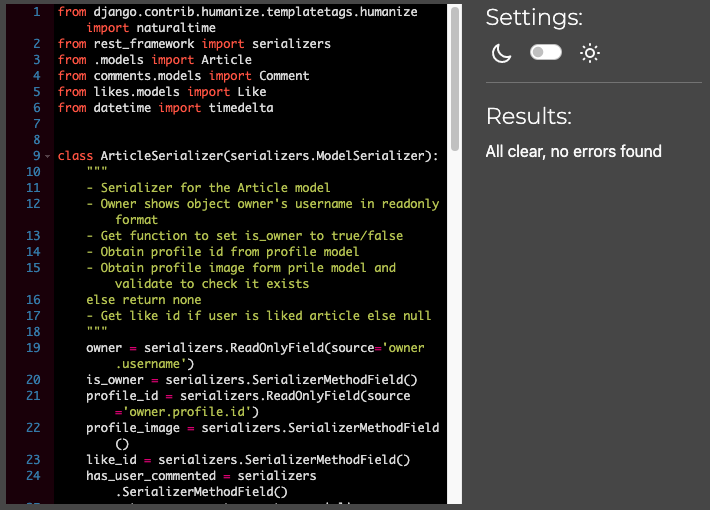 1 from django.contrib.humanize.templatetags.humanize
import naturaltime
2 from rest_framework import serializers
3 from .models import Article
4 from comments.models import Comment
5 from likes.models import Like
6 from datetime import timedelta
7
8
9 class ArticleSerializer(serializers.ModelSerializer):
10 """
11 - Serializer for the Article model
12 - Owner shows object owner's username in readonly
format
13 - Get function to set is_owner to true/false
14 - Obtain profile id from profile model
15 - Obtain profile image form prile model and
validate to check it exists
16 else return none
17 - Get like id if user is liked article else null
18 """
19 owner = serializers.ReadOnlyField(source='owner
.username')
20 is_owner = serializers.SerializerMethodField()
21 profile_id = serializers.ReadOnlyField(source
='owner.profile.id')
22 profile_image = serializers.SerializerMethodField
()
23 like_id = serializers.SerializerMethodField()
24 has_user_commented = serializers
.SerializerMethodField()
Settings:
Results:
All clear, no errors found